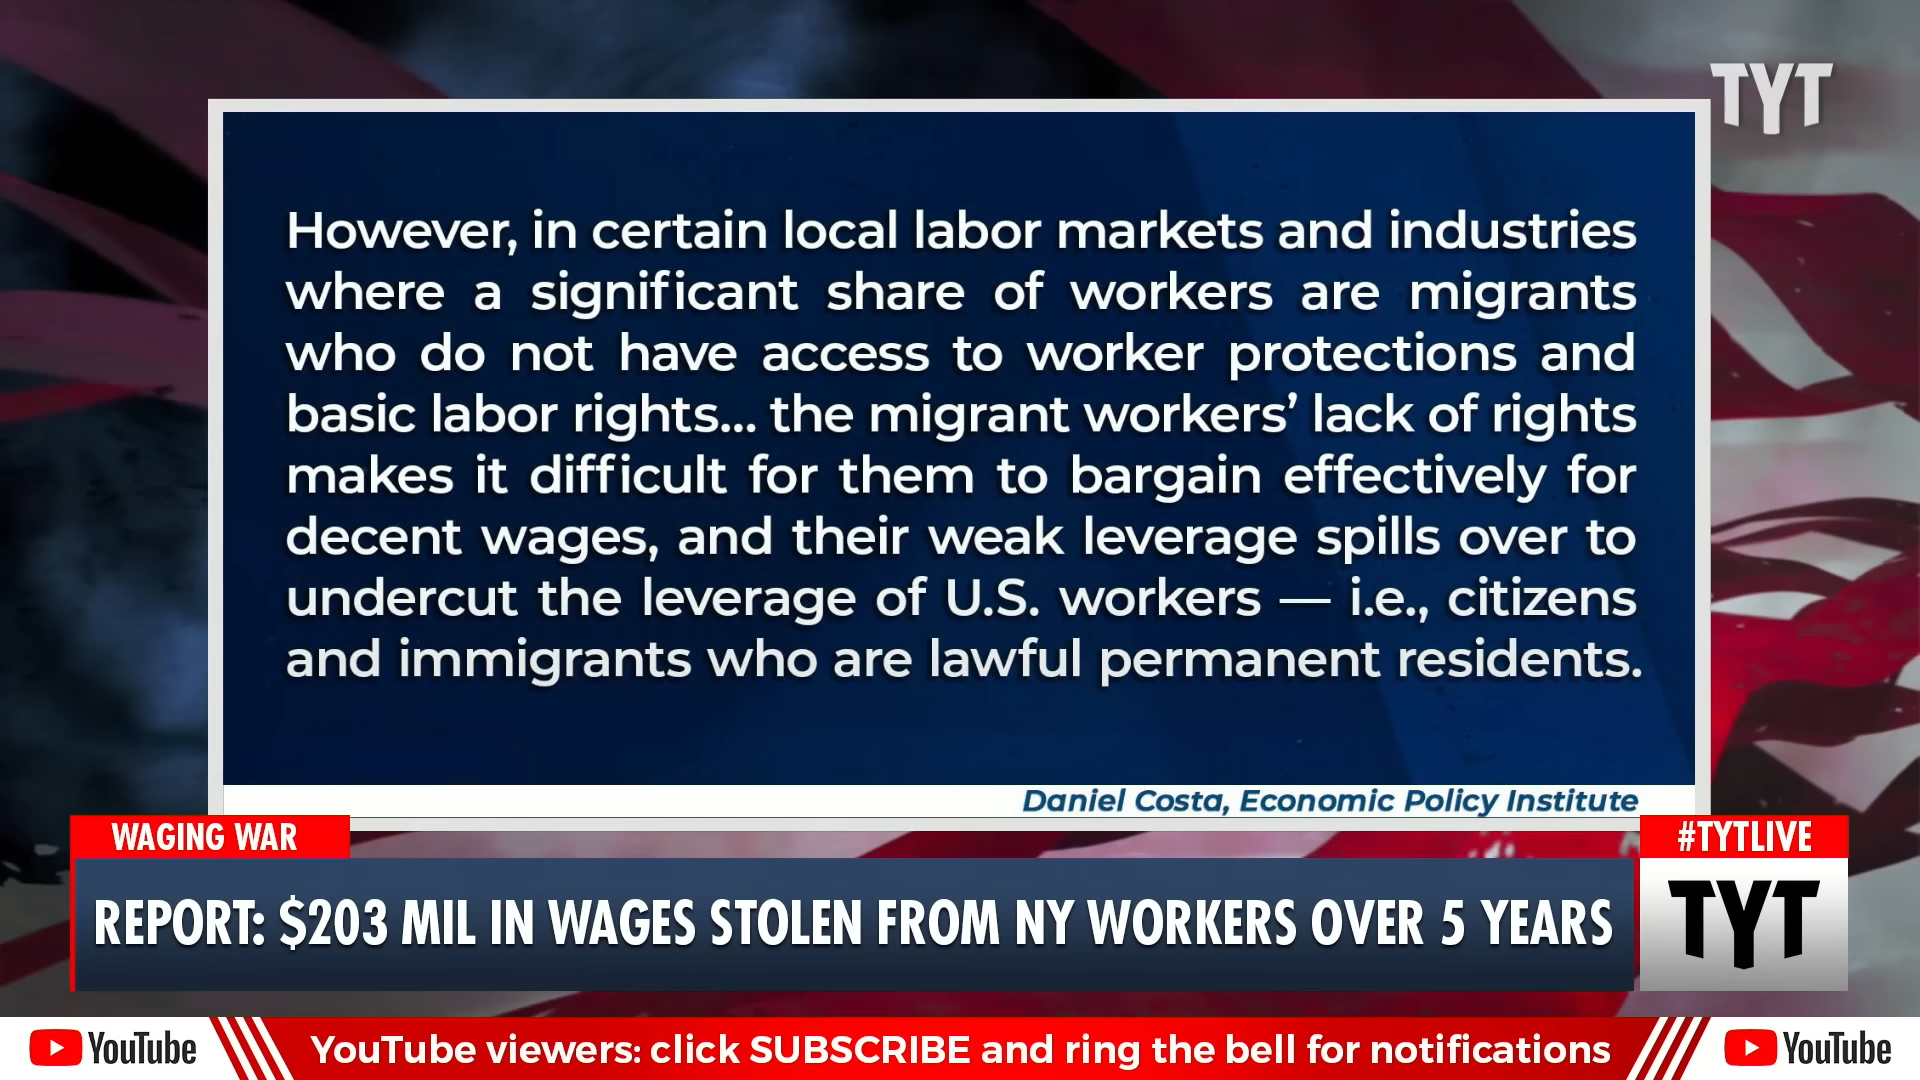 TYT
However, in certain local labor markets and industries
where a significant share of workers are migrants
who do not have access to worker protections and
basic labor rights... the migrant workers’ lack of rights
makes it difficult for them to bargain effectively for
decent wages, and their weak leverage spills over to
undercut the leverage of U.S. workers — i.e., citizens
and immigrants who are lawful permanent residents.
Daniel Costa, Economic Policy Institute
WAGING WAR
#TYTLIVE
REPORT: $203 MIL IN WAGES STOLEN FROM NY WORKERS OVER 5 YEARS
TYT
YouTube
YouTube viewers: click SUBSCRIBE and ring the bell for notifications
YouTube